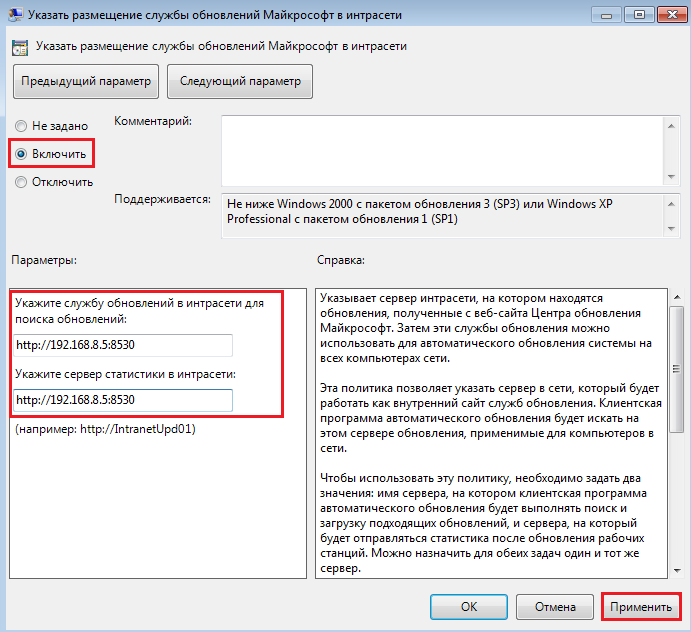 Указать размещение службы обновлений Майкрософт в интрасети
Указать размещение службы обновлений Майкрософт в интрасети
Предыдущий параметр
Следующий параметр
Не задано
Включить
Отключить
Комментарий:
Поддерживается:
Не ниже Windows 2000 с пакетом обновления 3 (SP3) или Windows XP
Professional с пакетом обновления 1 (SP1)
Параметры:
Справка:
Укажите службу обновлений в интрасети для
поиска обновлений:
http://192.168.8.5:8530
Укажите сервер статистики в интрасети:
http://192.168.8.5:8530
(например: http://IntranetUpd01)
Указывает сервер интрасети, на котором находятся
обновления, полученные с веб-сайта Центра обновления
Майкрософт. Затем эти службы обновления можно
использовать для автоматического обновления системы на
всех компьютерах сети.
Эта политика позволяет указать сервер в сети, который будет
работать как внутренний сайт служб обновления. Клиентская
программа автоматического обновления будет искать на
этом сервере обновления, применимые для компьютеров в
сети.
Чтобы использовать эту политику, необходимо задать два
значения: имя сервера, на котором клиентская программа
автоматического обновления будет выполнять поиск и
загрузку подходящих обновлений, и сервера, на который
будет отправляться статистика после обновления рабочих
станций. Можно назначить для обеих задач один и тот же
сервер.
ОК
Отмена
Применить